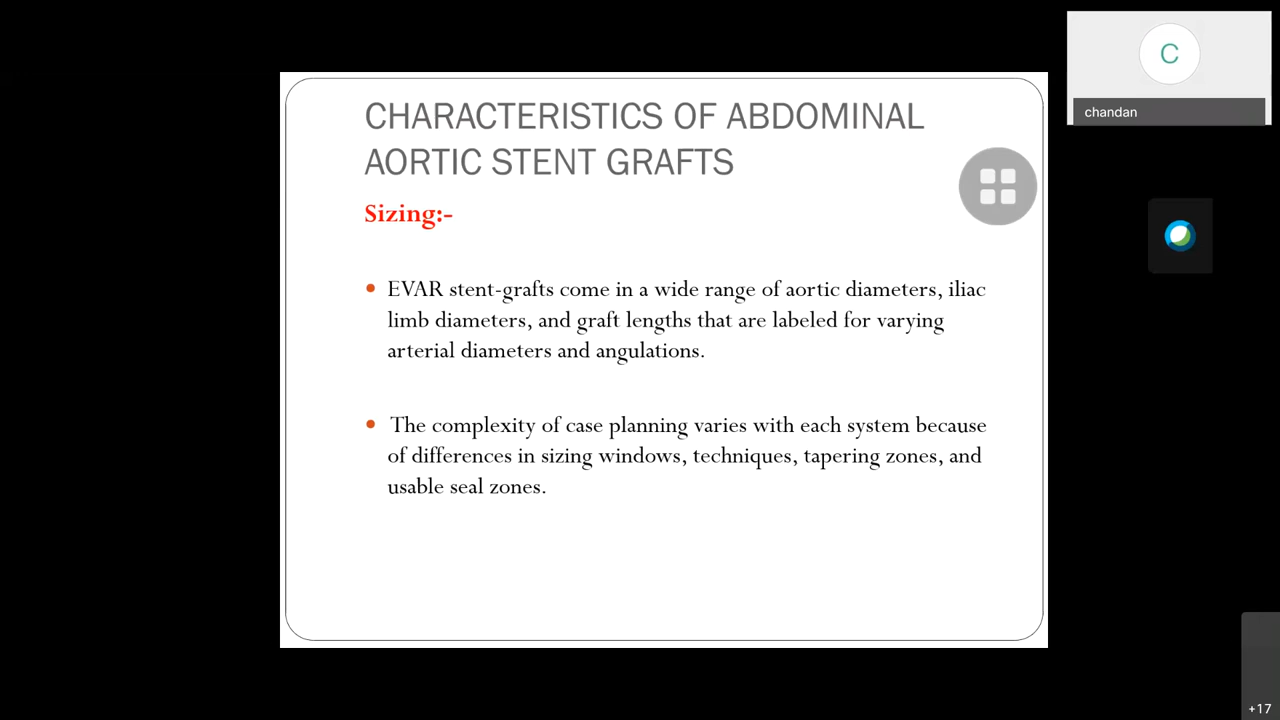 CHARACTERISTICS OF ABDOMINAL
AORTIC STENT GRAFTS
Sizing:-
• EVAR stent-grafts come in a wide range of aortic diameters, iliac
limb diameters, and graft lengths that are labeled for varying
arterial diameters and angulations.
• The complexity of case planning varies with each system because
of differences in sizing windows, techniques, tapering zones, and
usable seal zones.
C
chandan
+17